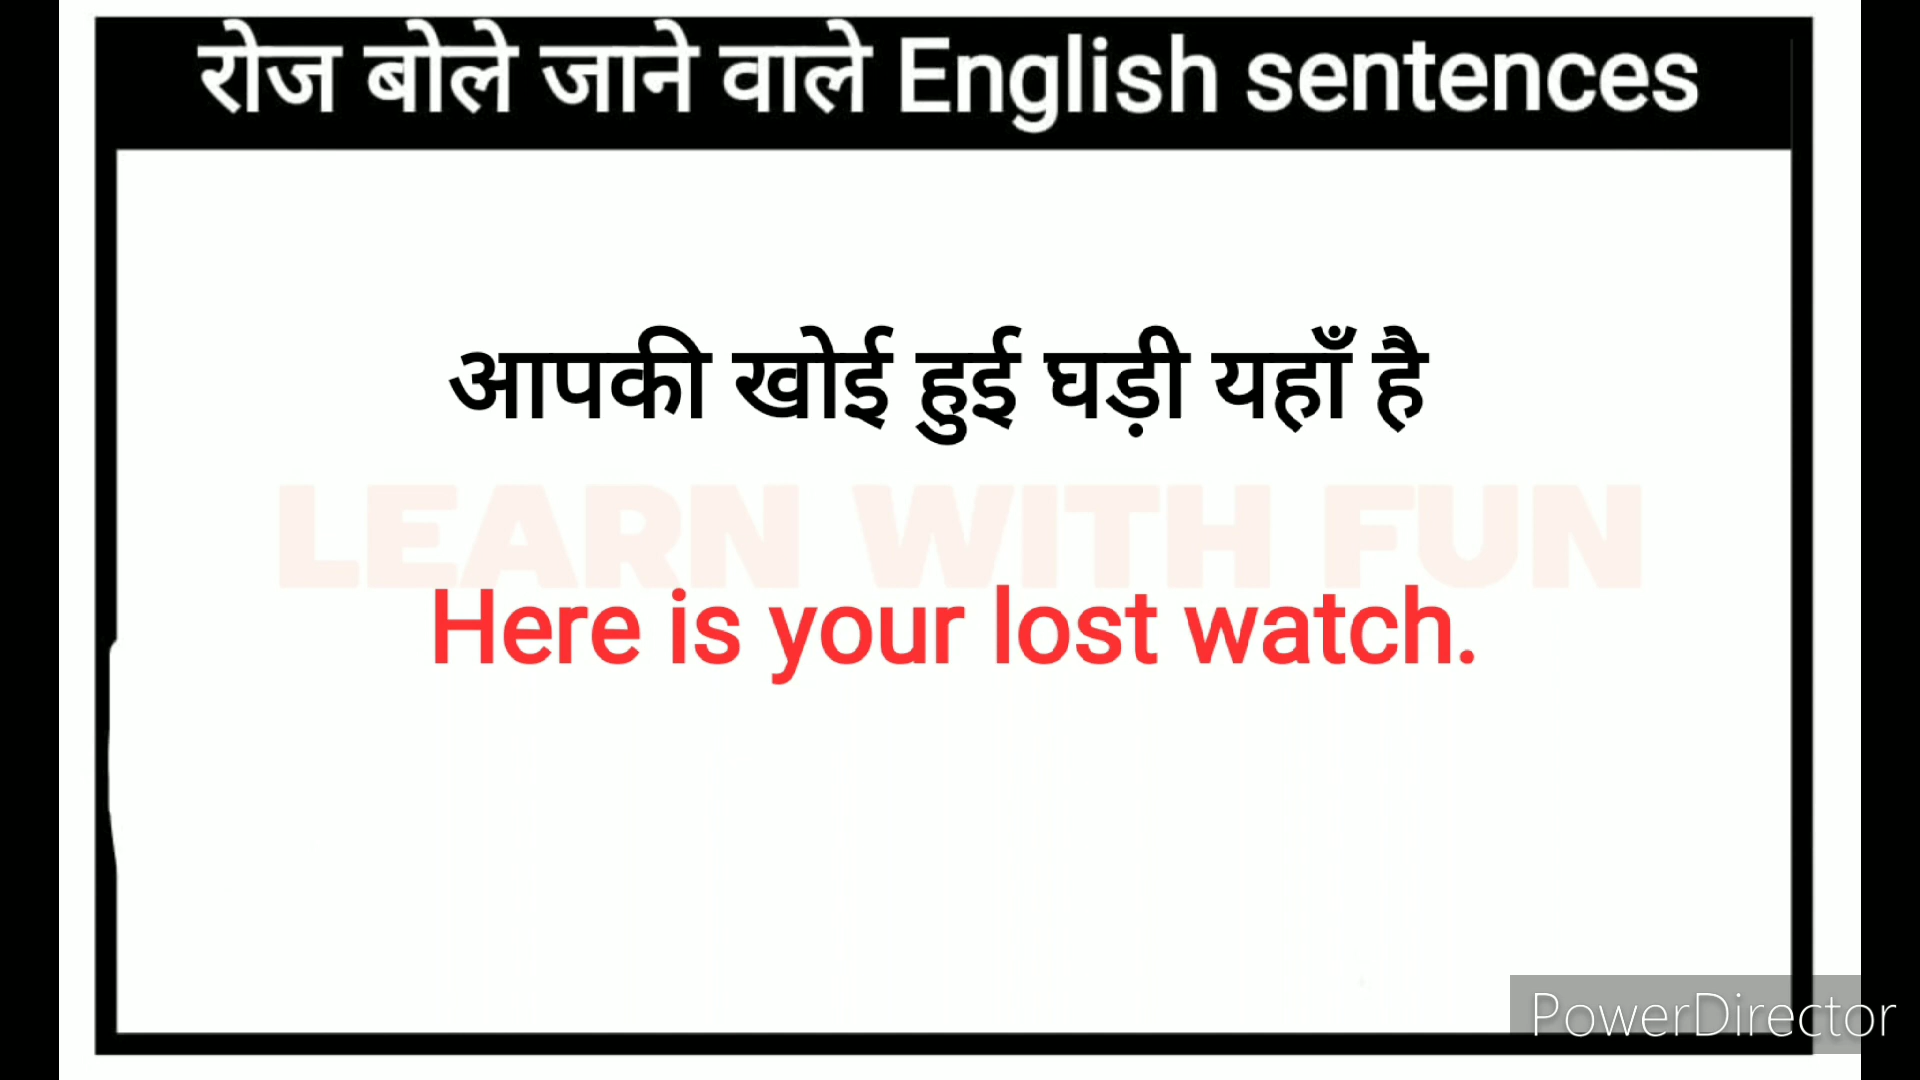 रोज बोले जाने वाले English sentences
आपकी खोई हुई घड़ी यहाँ है
LEARN WITH FUN
Here is your lost watch.
PowerDirector